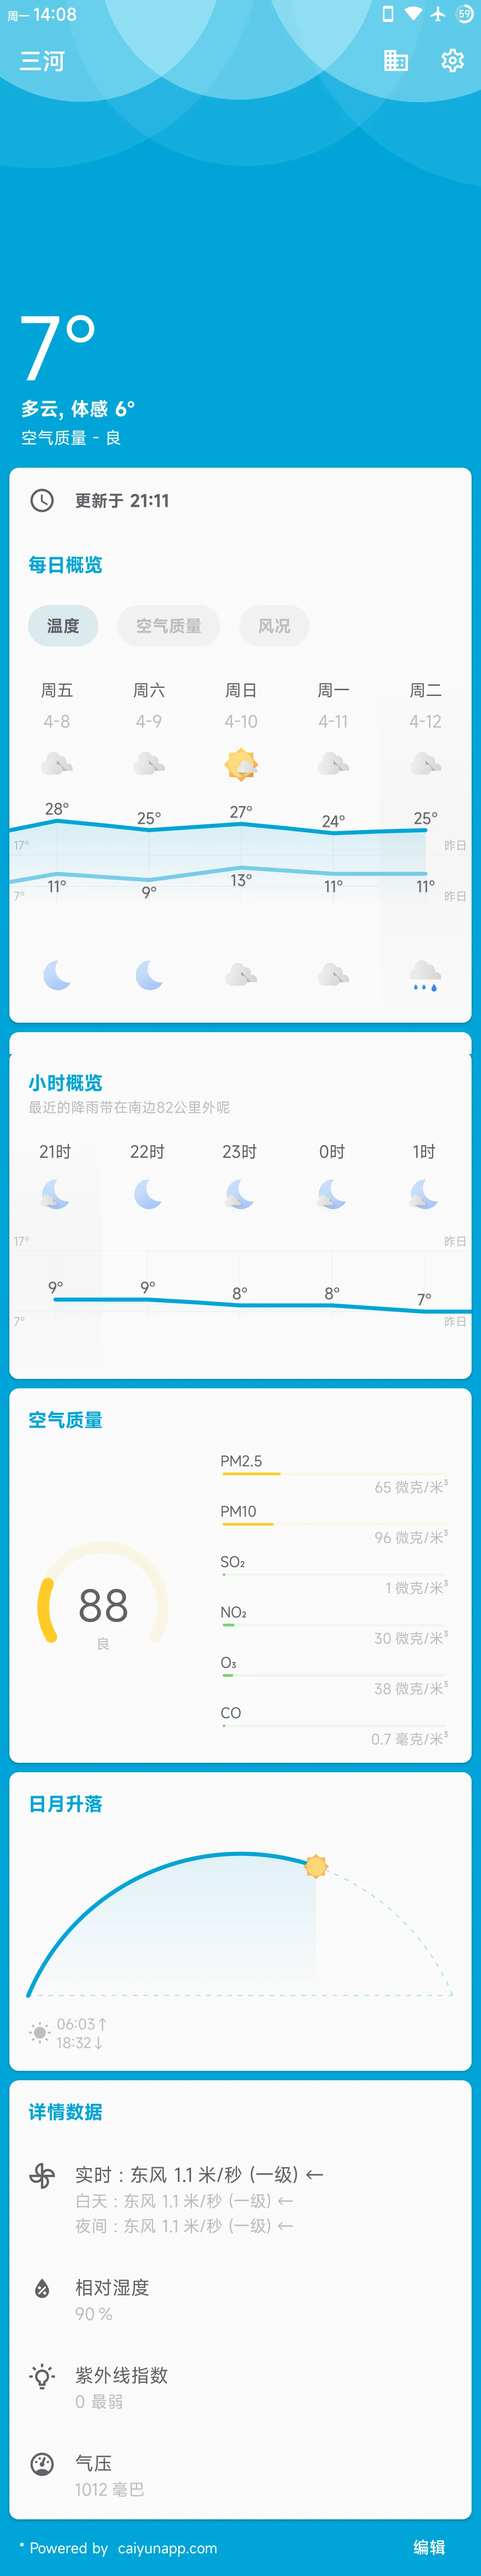 周一 14:08
59
三河
7°
多云, 体感 6°
空气质量 - 良
更新于 21:11
每日概览
温度 空气质量 风况
周五 周六 周日 周一 周二
4-8 4-9 4-10 4-11 4-12
28° 25° 27° 24° 25°
17° 昨日
11° 9° 13° 11° 11°
7° 昨日
小时概览
最近的降雨带在南边82公里外呢
21时 22时 23时 0时 1时
17° 昨日
9° 9° 8° 8° 7°
7° 昨日
空气质量
88
良
PM2.5
65 微克/米³
PM10
96 微克/米³
SO₂
1 微克/米³
NO₂
30 微克/米³
O₃
38 微克/米³
CO
0.7 毫克/米³
日月升落
06:03↑
18:32↓
详情数据
实时 : 东风 1.1 米/秒 (一级) ←
白天 : 东风 1.1 米/秒 (一级) ←
夜间 : 东风 1.1 米/秒 (一级) ←
相对湿度
90 %
紫外线指数
0 最弱
气压
1012 毫巴
* Powered by caiyunapp.com 编辑